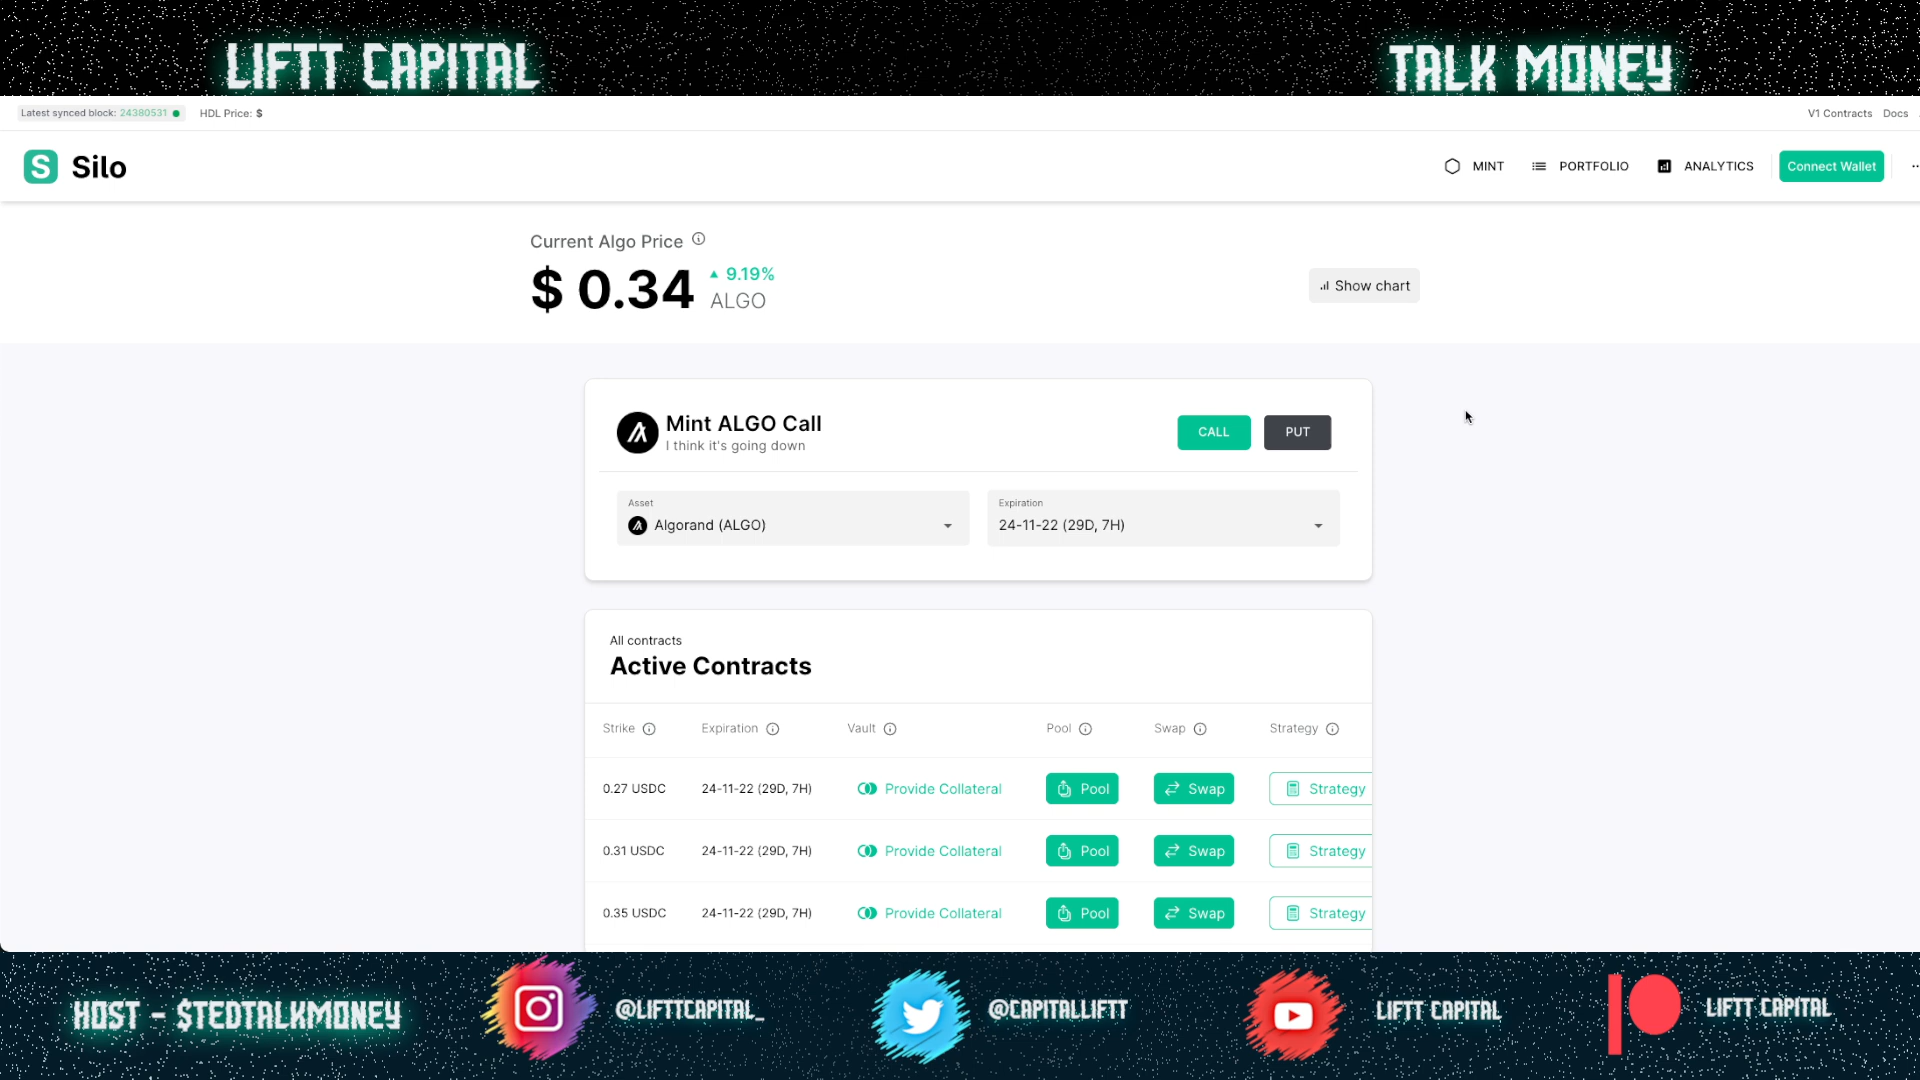 LIFTT CAPITAL
TALK MONEY
Latest synced block: 24380531
HDL Price: $
V1 Contracts
Docs
S
Silo
MINT
PORTFOLIO
ANALYTICS
Connect Wallet
Current Algo Price
$ 0.34
9.19%
ALGO
Show chart
Mint ALGO Call
I think it's going down
CALL
PUT
Asset
Algorand (ALGO)
Expiration
24-11-22 (29D, 7H)
All contracts
Active Contracts
Strike Expiration Vault Pool Swap Strategy
0.27 USDC 24-11-22 (29D, 7H) Provide Collateral Pool Swap Strategy
0.31 USDC 24-11-22 (29D, 7H) Provide Collateral Pool Swap Strategy
0.35 USDC 24-11-22 (29D, 7H) Provide Collateral Pool Swap Strategy
HOST - $TEDTALKMONEY
@LIFTTCAPITAL_
@CAPITALLIFTT
LIFTT CAPITAL
LIFTT CAPITAL